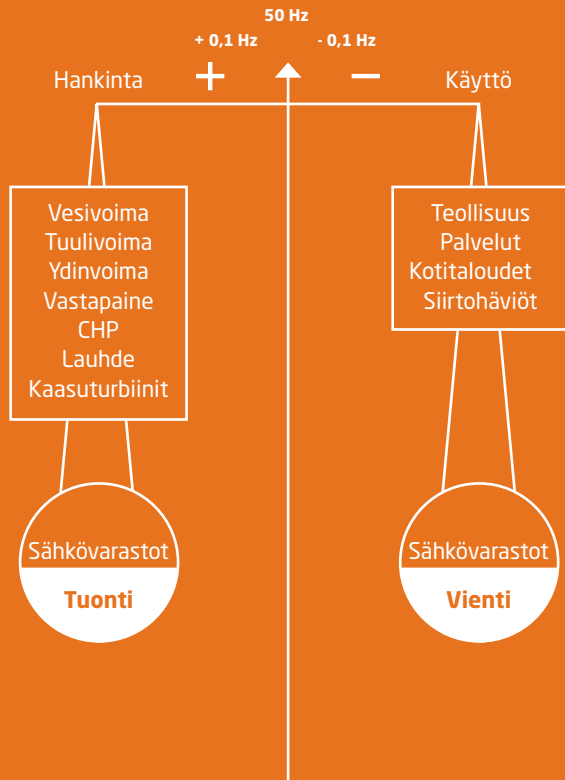 50 Hz
+ 0,1 Hz
- 0,1 Hz
Hankinta
+
−
Käyttö
Vesivoima
Tuulivoima
Ydinvoima
Vastapaine
CHP
Lauhde
Kaasuturbiinit
Teollisuus
Palvelut
Kotitaloudet
Siirtohäviöt
Sähkövarastot
Tuonti
Sähkövarastot
Vienti